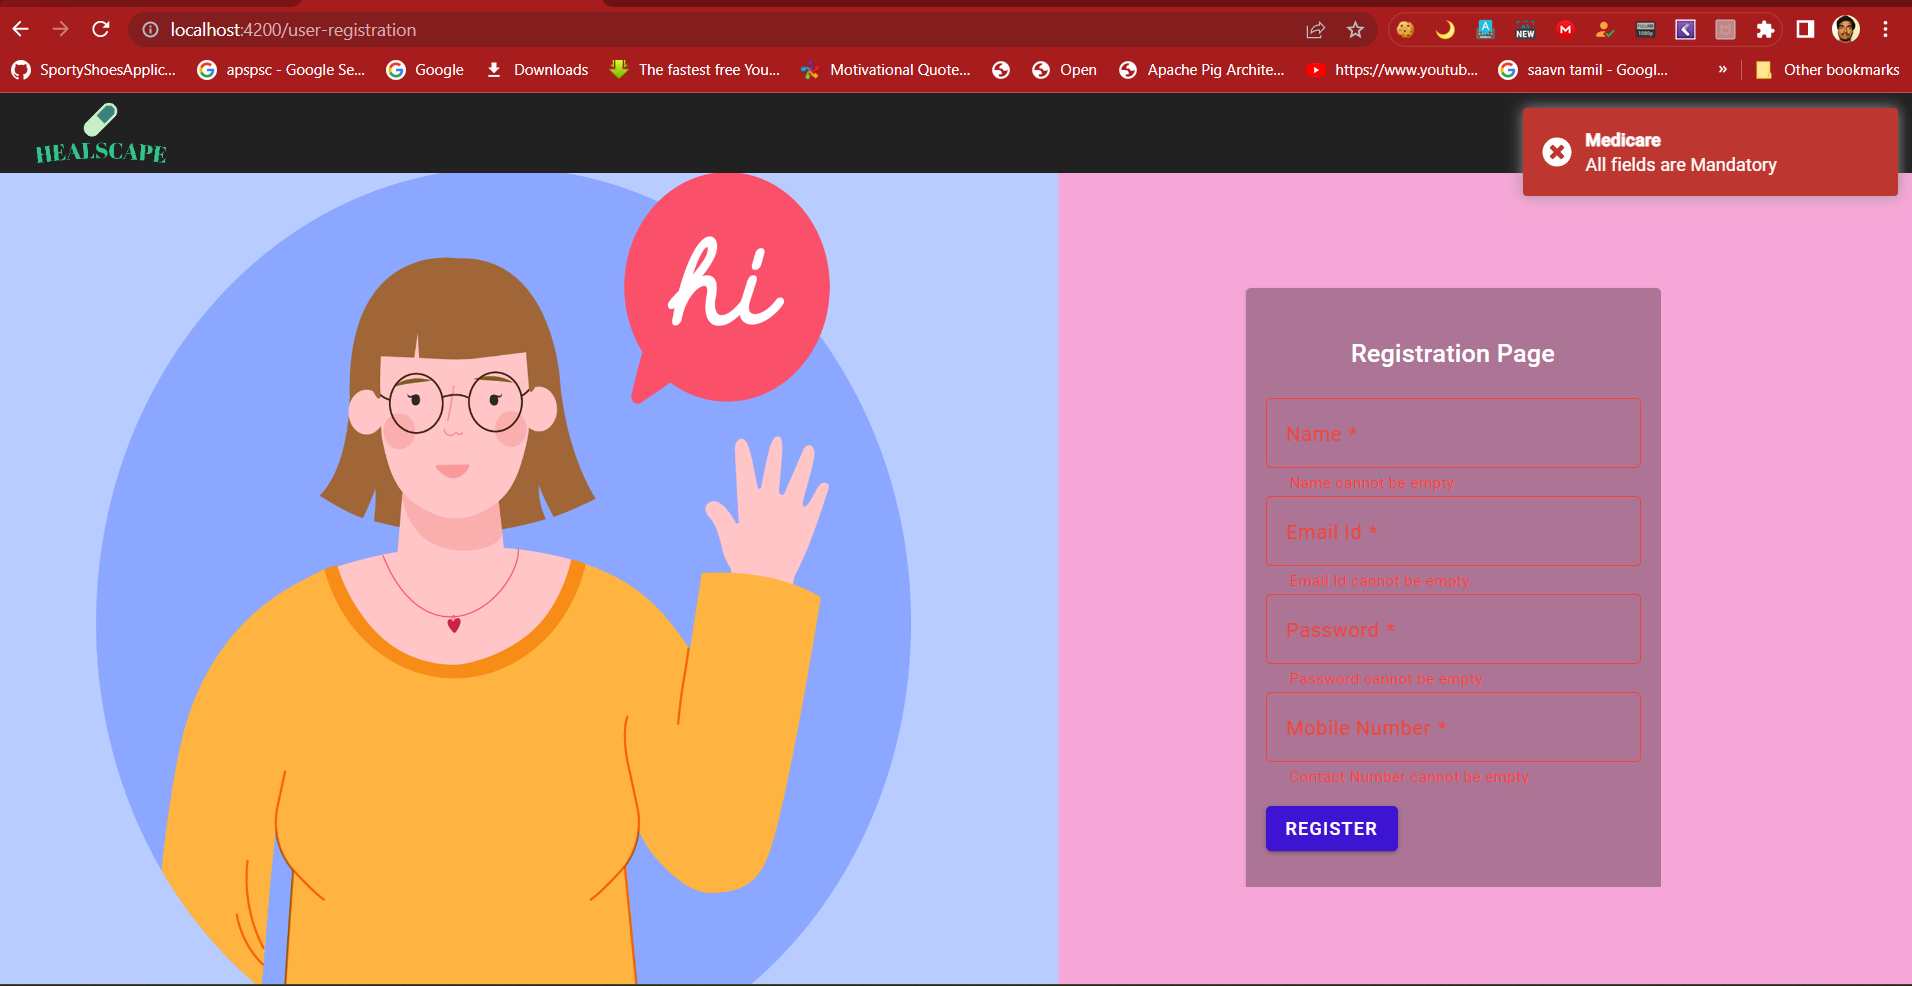 localhost:4200/user-registration
NEW
SportyShoesApplic...
apspsc - Google Se...
Google
Downloads
The fastest free You...
Motivational Quote...
Open
Apache Pig Archite...
https://www.youtub...
saavn tamil - Googl...
»
Other bookmarks
HEALSCAPE
Medicare
All fields are Mandatory
hi
Registration Page
Name *
Name cannot be empty
Email Id *
Email Id cannot be empty
Password *
Password cannot be empty
Mobile Number *
Contact Number cannot be empty
REGISTER